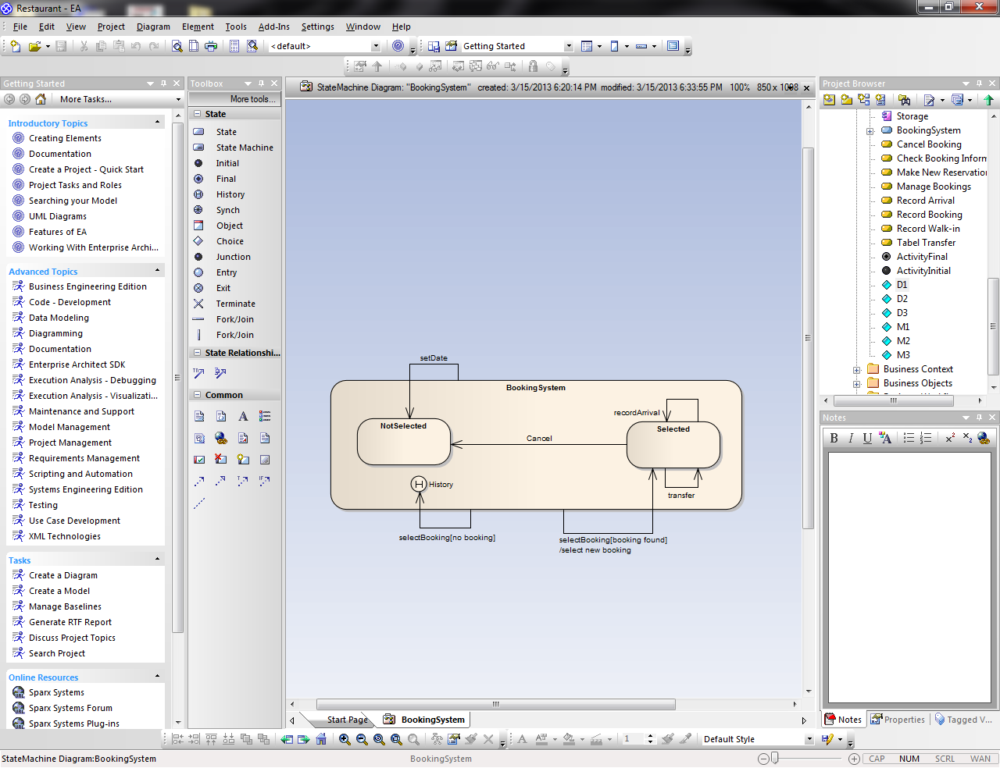 Restaurant - EA
File Edit View Project Diagram Element Tools Add-Ins Settings Window Help
<default>
Getting Started
Getting Started
More Tasks...
Introductory Topics
Creating Elements
Documentation
Create a Project - Quick Start
Project Tasks and Roles
Searching your Model
UML Diagrams
Features of EA
Working With Enterprise Archi...
Advanced Topics
Business Engineering Edition
Code - Development
Data Modeling
Diagramming
Documentation
Enterprise Architect SDK
Execution Analysis - Debugging
Execution Analysis - Visualizati...
Maintenance and Support
Model Management
Project Management
Requirements Management
Scripting and Automation
Systems Engineering Edition
Testing
Use Case Development
XML Technologies
Tasks
Create a Diagram
Create a Model
Manage Baselines
Generate RTF Report
Discuss Project Topics
Search Project
Online Resources
Sparx Systems
Sparx Systems Forum
Sparx Systems Plug-ins
Toolbox
More tools...
State
State
State Machine
Initial
Final
History
Synch
Object
Choice
Junction
Entry
Exit
Terminate
Fork/Join
Fork/Join
State Relationshi...
Common
StateMachine Diagram: "BookingSystem" created: 3/15/2013 6:20:14 PM modified: 3/15/2013 6:33:55 PM 100% 850 x 1098
setDate
BookingSystem
recordArrival
NotSelected
Selected
Cancel
H History
transfer
selectBooking[no booking]
selectBooking[booking found]
/select new booking
Start Page BookingSystem
Project Browser
Storage
BookingSystem
Cancel Booking
Check Booking Inform
Make New Reservatio
Manage Bookings
Record Arrival
Record Booking
Record Walk-in
Tabel Transfer
ActivityFinal
ActivityInitial
D1
D2
D3
M1
M2
M3
Business Context
Business Objects
Notes
B I U A
Notes Properties Tagged V...
1
Default Style
StateMachine Diagram:BookingSystem
BookingSystem
CAP NUM SCRL WAN